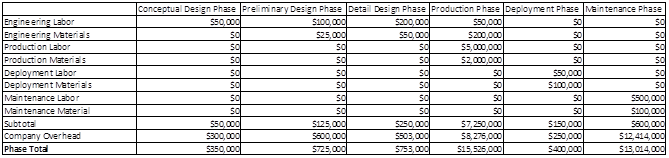 Conceptual Design Phase Preliminary Design Phase Detail Design Phase Production Phase Deployment Phase Maintenance Phase
Engineering Labor $50,000 $100,000 $200,000 $50,000 $0 $0
Engineering Materials $0 $25,000 $50,000 $200,000 $0 $0
Production Labor $0 $0 $0 $5,000,000 $0 $0
Production Materials $0 $0 $0 $2,000,000 $0 $0
Deployment Labor $0 $0 $0 $0 $50,000 $0
Deployment Materials $0 $0 $0 $0 $100,000 $0
Maintenance Labor $0 $0 $0 $0 $0 $500,000
Maintenance Material $0 $0 $0 $0 $0 $100,000
Subtotal $50,000 $125,000 $250,000 $7,250,000 $150,000 $600,000
Company Overhead $300,000 $600,000 $503,000 $8,276,000 $250,000 $12,414,000
Phase Total $350,000 $725,000 $753,000 $15,526,000 $400,000 $13,014,000